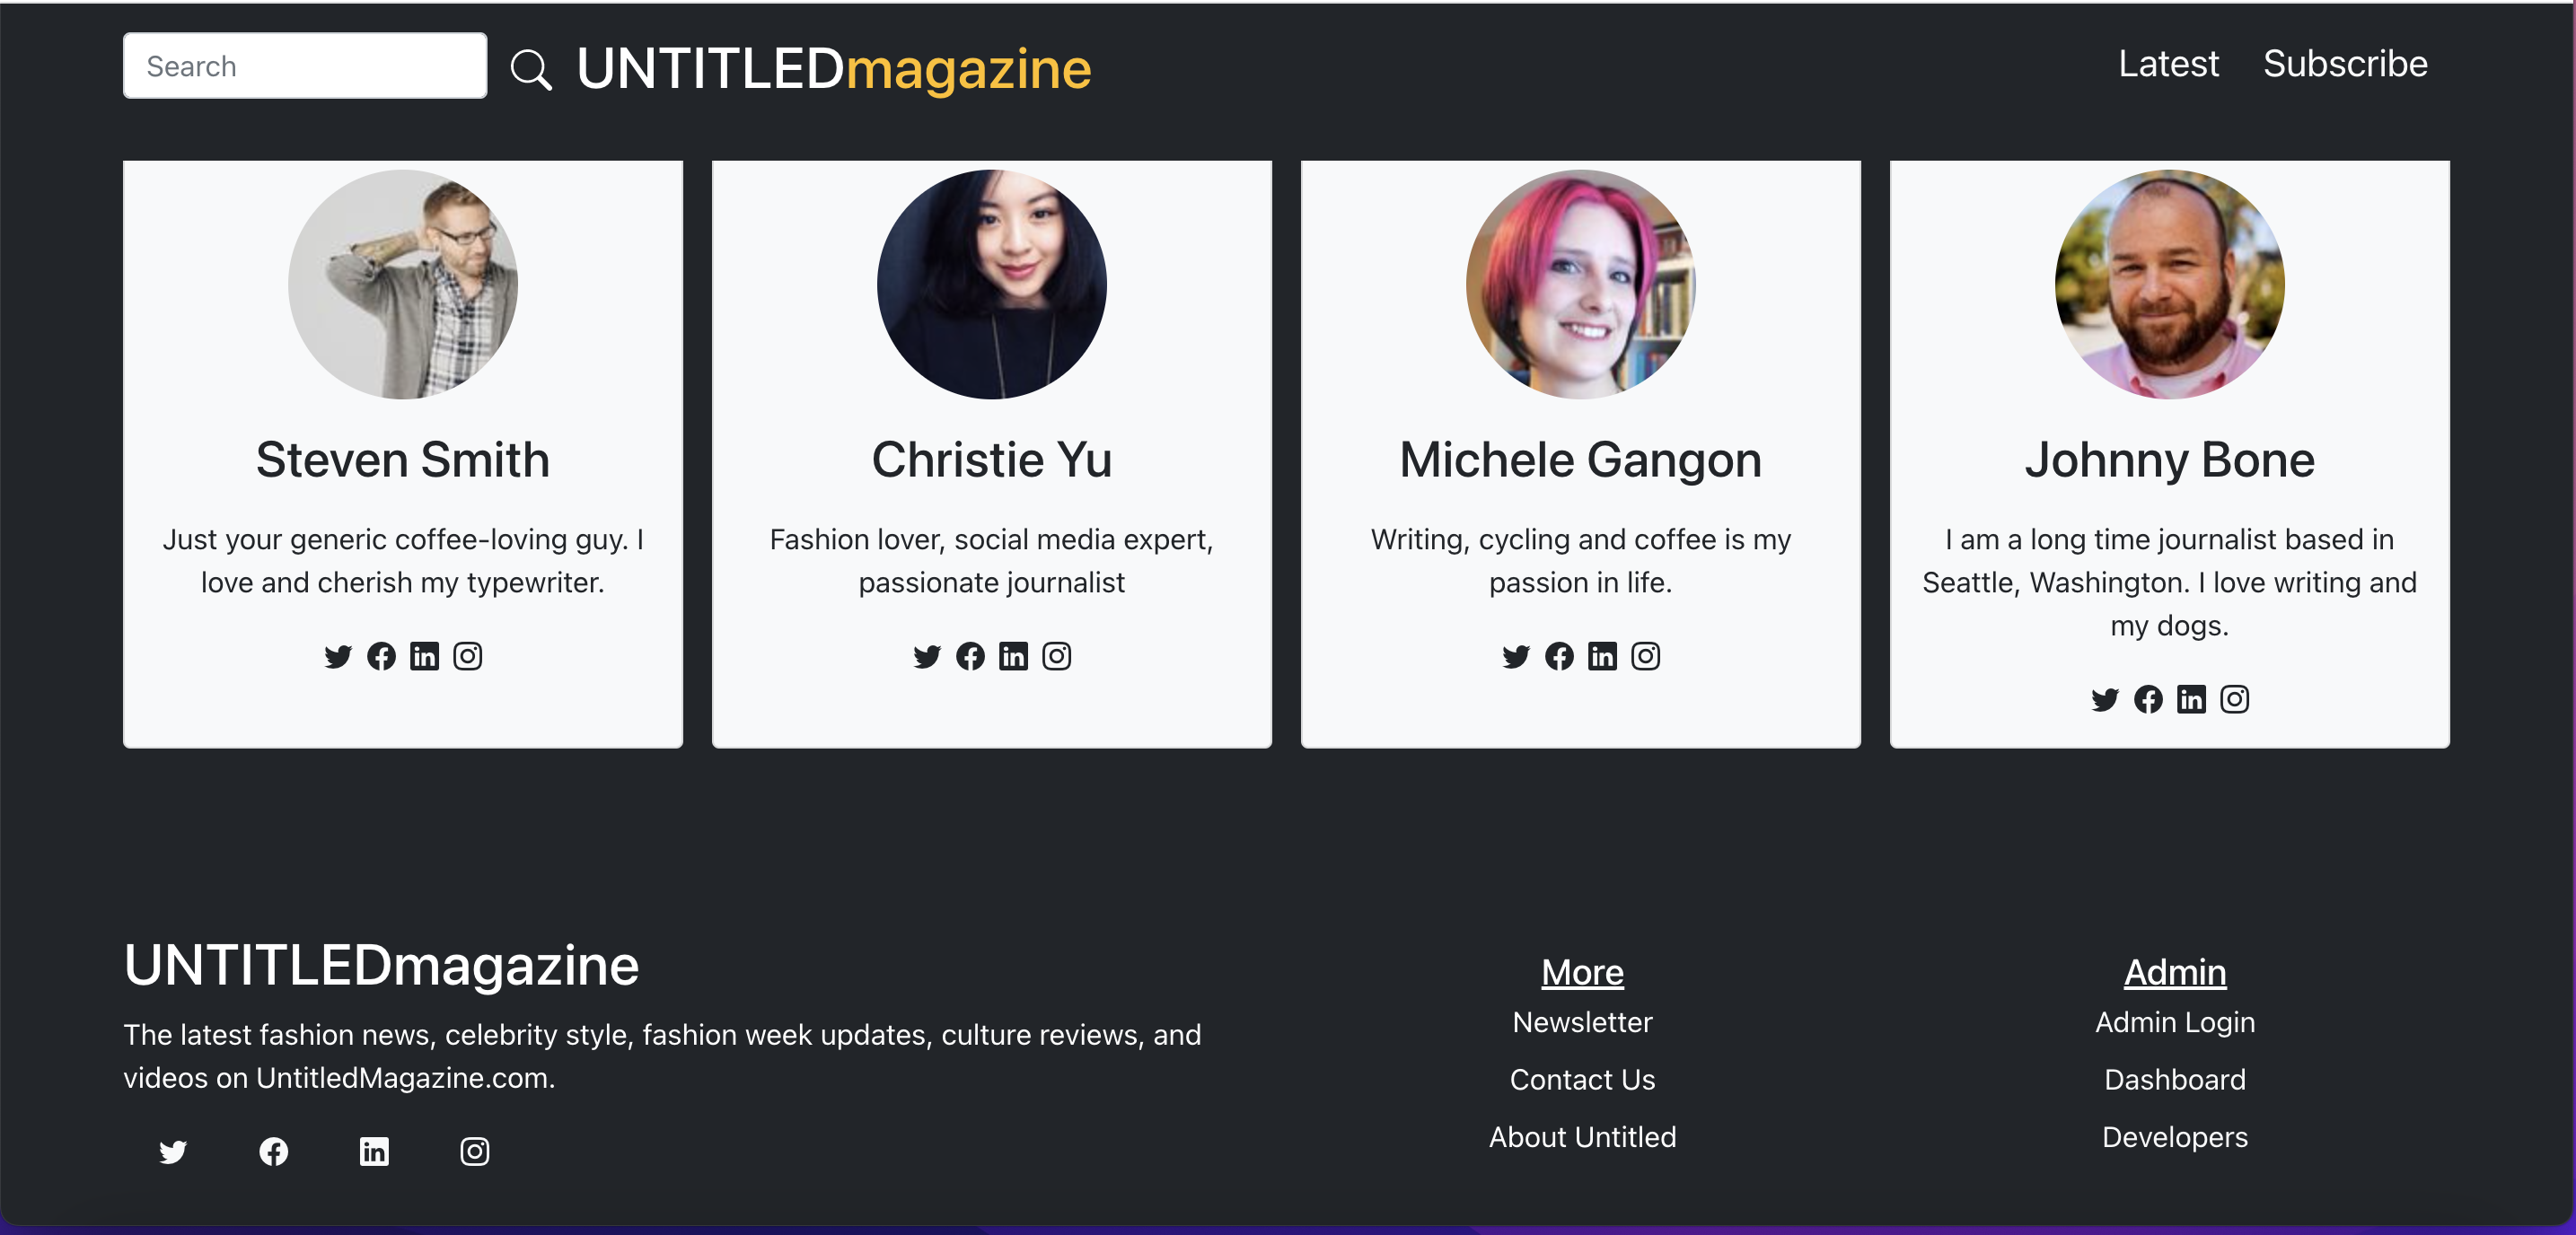 Search
UNTITLEDmagazine
Latest Subscribe
Steven Smith
Just your generic coffee-loving guy. I
love and cherish my typewriter.
Christie Yu
Fashion lover, social media expert,
passionate journalist
Michele Gangon
Writing, cycling and coffee is my
passion in life.
Johnny Bone
I am a long time journalist based in
Seattle, Washington. I love writing and
my dogs.
UNTITLEDmagazine
The latest fashion news, celebrity style, fashion week updates, culture reviews, and
videos on UntitledMagazine.com.
More
Newsletter
Contact Us
About Untitled
Admin
Admin Login
Dashboard
Developers